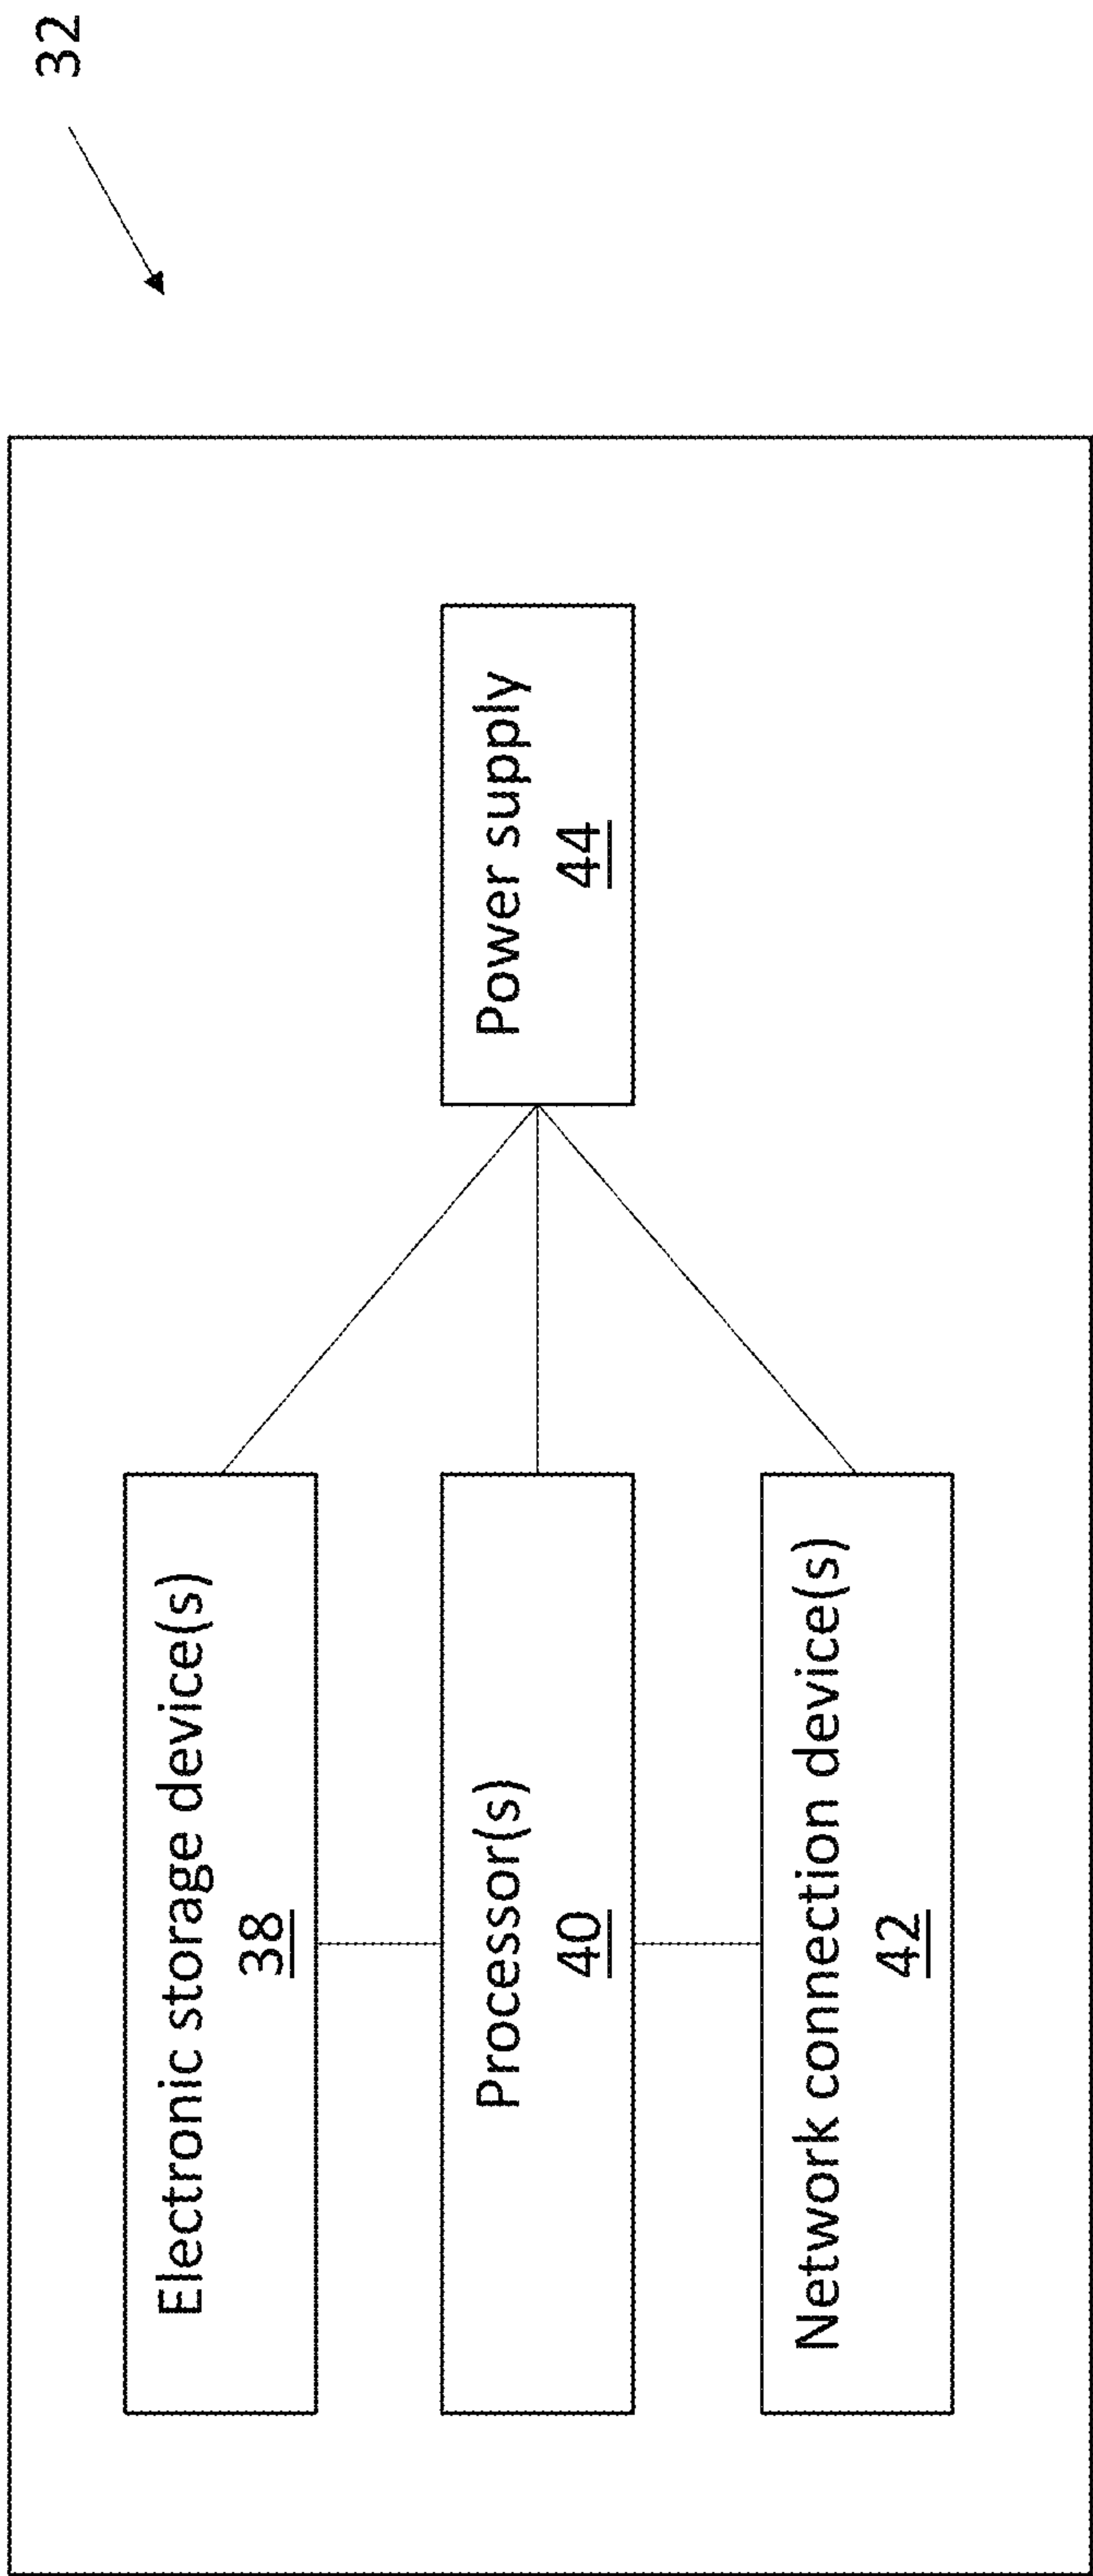 32
Electronic storage device(s)
38
Processor(s)
40
Network connection device(s)
42
Power supply
44